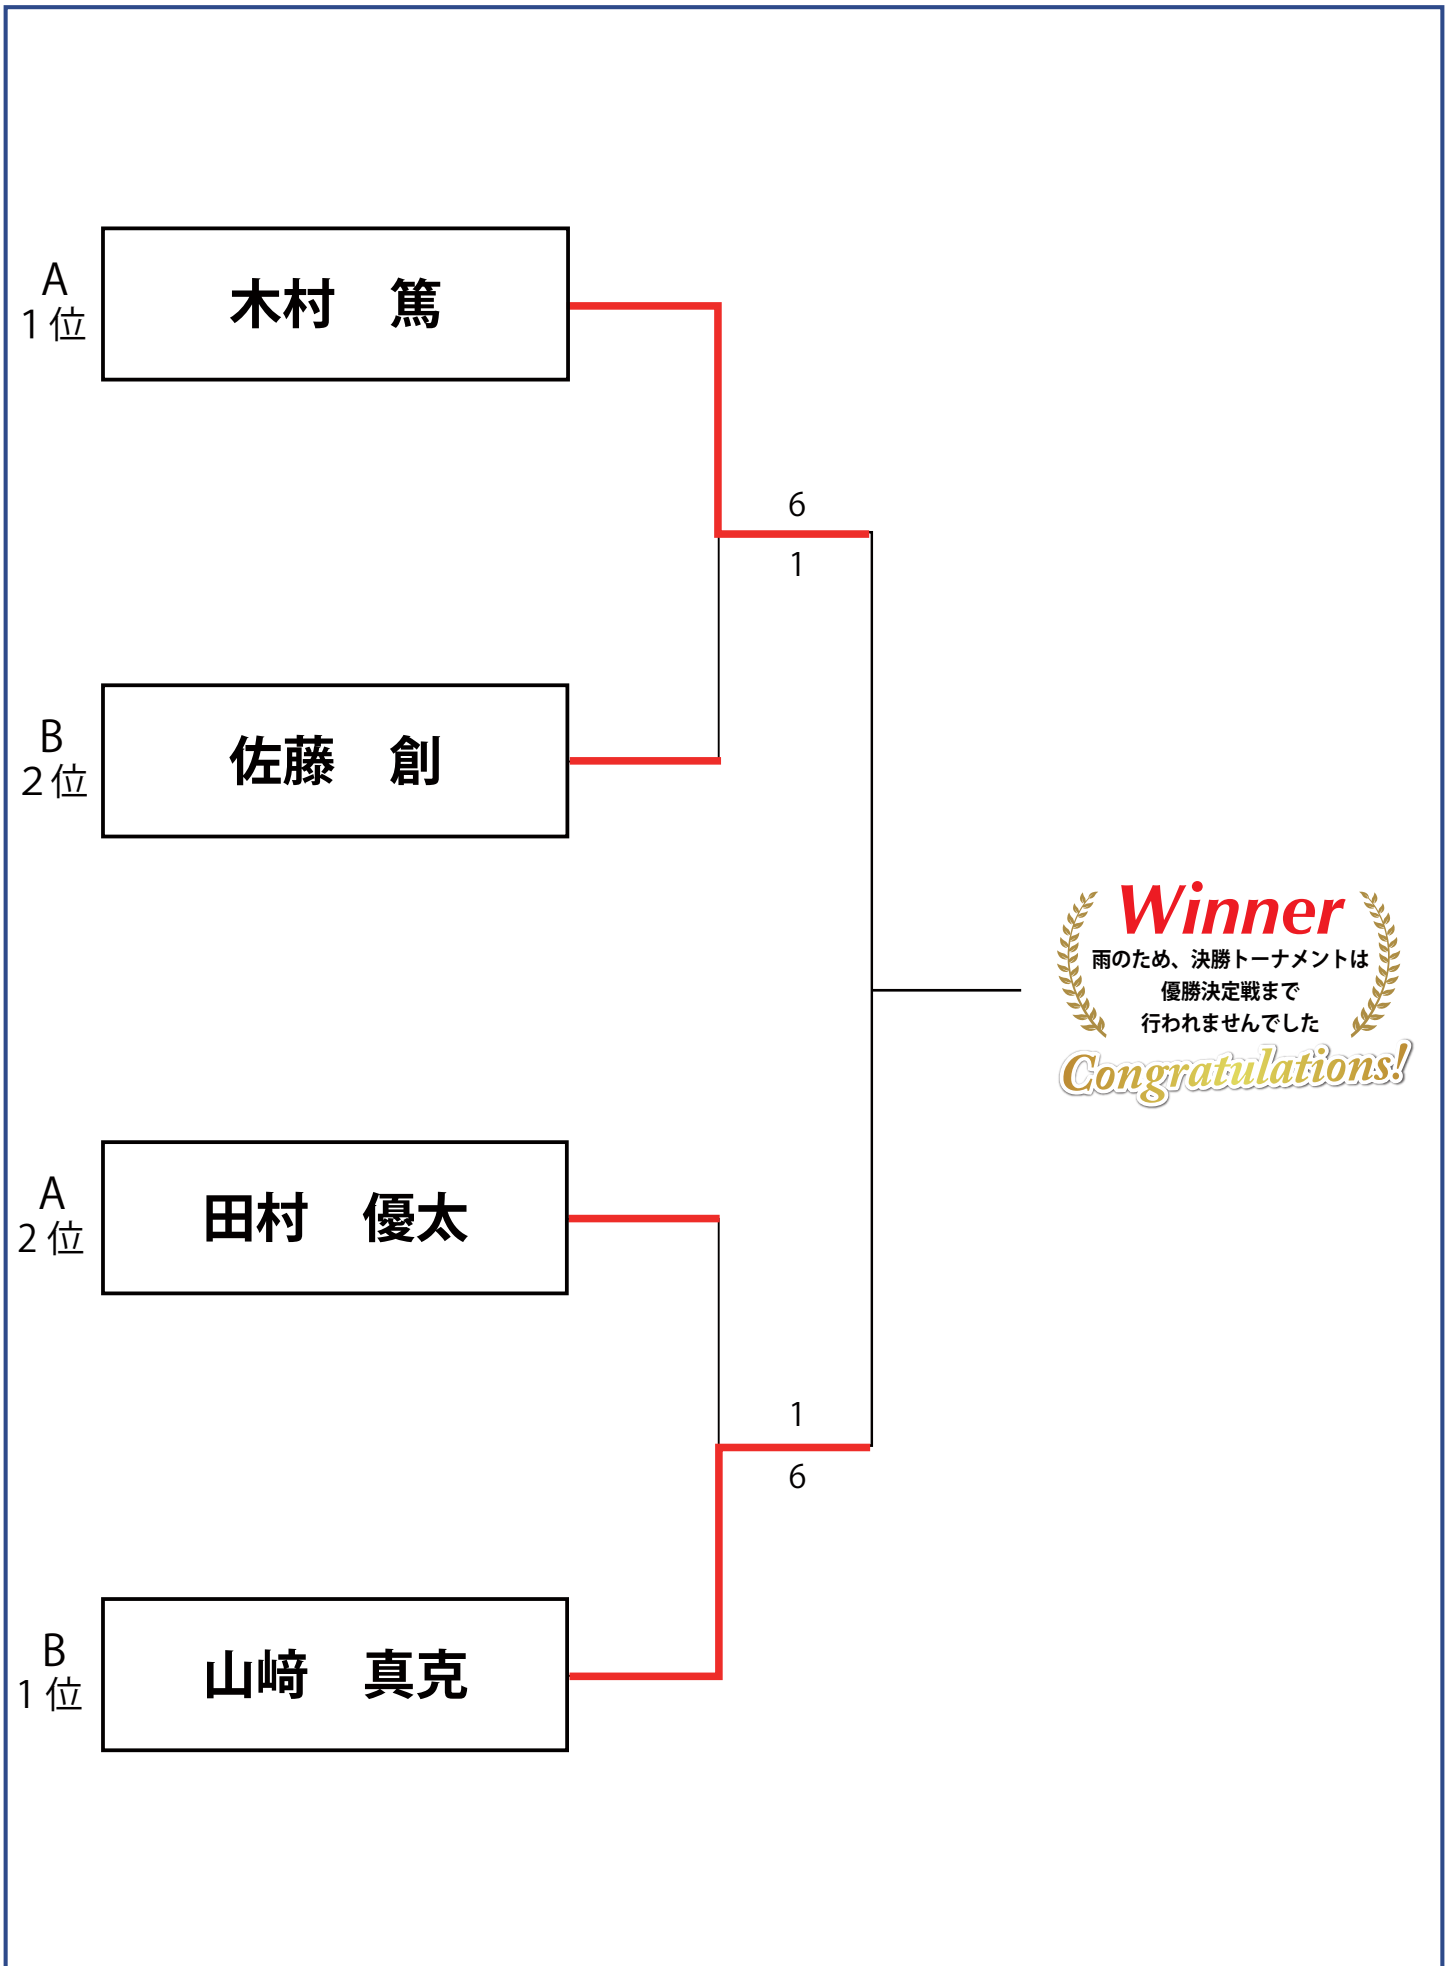 A
1 位
木村　篤
6
1
B
2 位
佐藤　創
Winner
雨のため、決勝トーナメントは
優勝決定戦まで
行われませんでした
Congratulations!
A
2 位
田村　優太
1
6
B
1 位
山﨑　真克